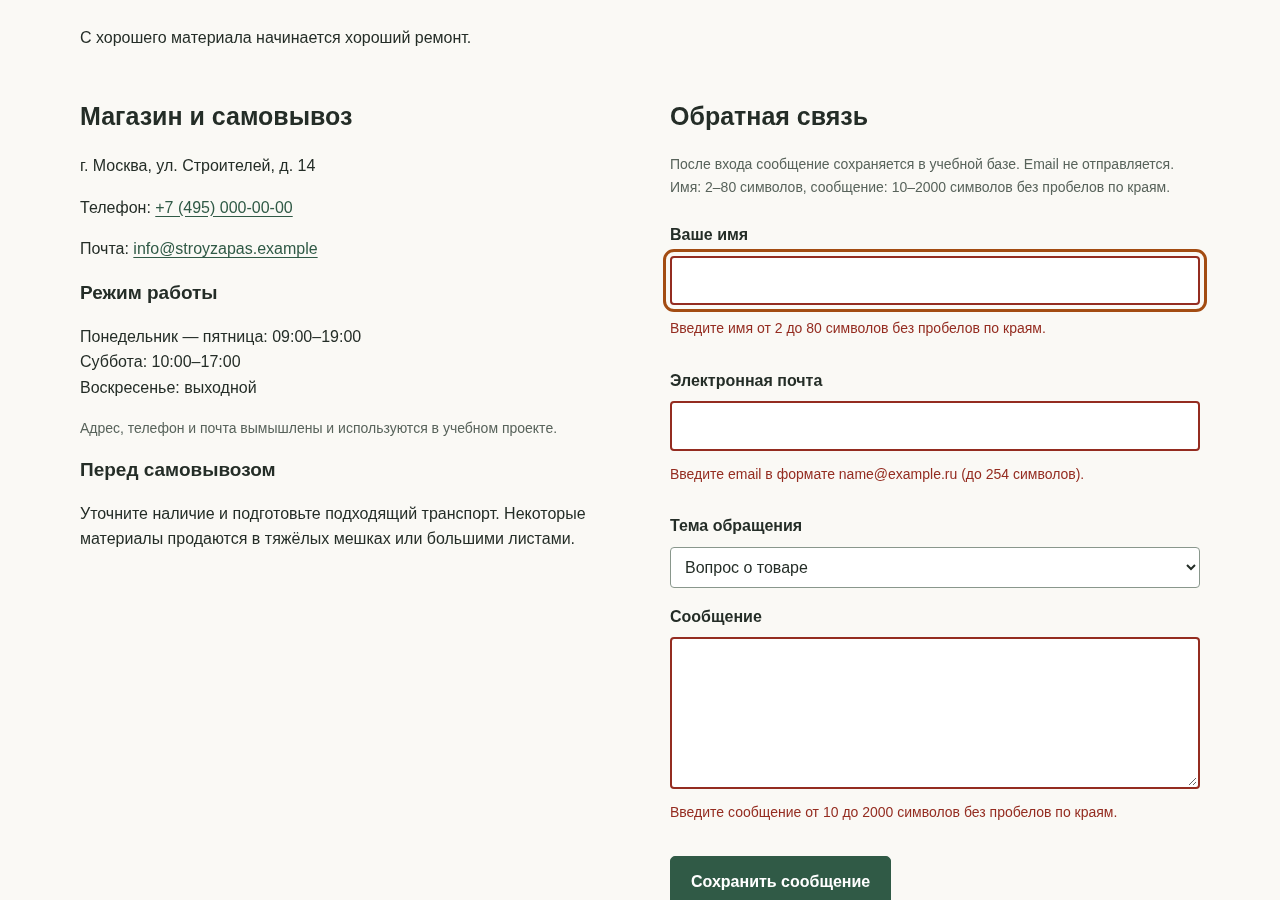 С хорошего материала начинается хороший ремонт.
Магазин и самовывоз
г. Москва, ул. Строителей, д. 14
Телефон: +7 (495) 000-00-00
Почта: info@stroyzapas.example
Режим работы
Понедельник — пятница: 09:00–19:00
Суббота: 10:00–17:00
Воскресенье: выходной
Адрес, телефон и почта вымышлены и используются в учебном проекте.
Перед самовывозом
Уточните наличие и подготовьте подходящий транспорт. Некоторые
материалы продаются в тяжёлых мешках или большими листами.
Обратная связь
После входа сообщение сохраняется в учебной базе. Email не отправляется.
Имя: 2–80 символов, сообщение: 10–2000 символов без пробелов по краям.
Ваше имя
Введите имя от 2 до 80 символов без пробелов по краям.
Электронная почта
Введите email в формате name@example.ru (до 254 символов).
Тема обращения
Вопрос о товаре
Сообщение
Введите сообщение от 10 до 2000 символов без пробелов по краям.
Сохранить сообщение